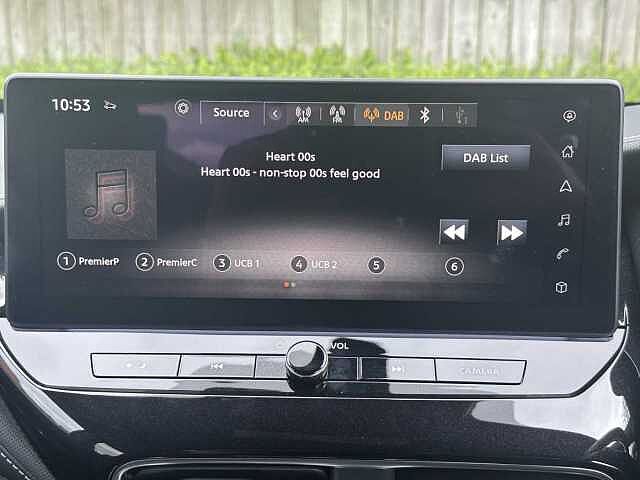 10:53 Source AM FM DAB
Heart 00s
Heart 00s - non-stop 00s feel good
DAB List
1 PremierP 2 PremierC 3 UCB 1 4 UCB 2 5 6
VOL
CAMERA